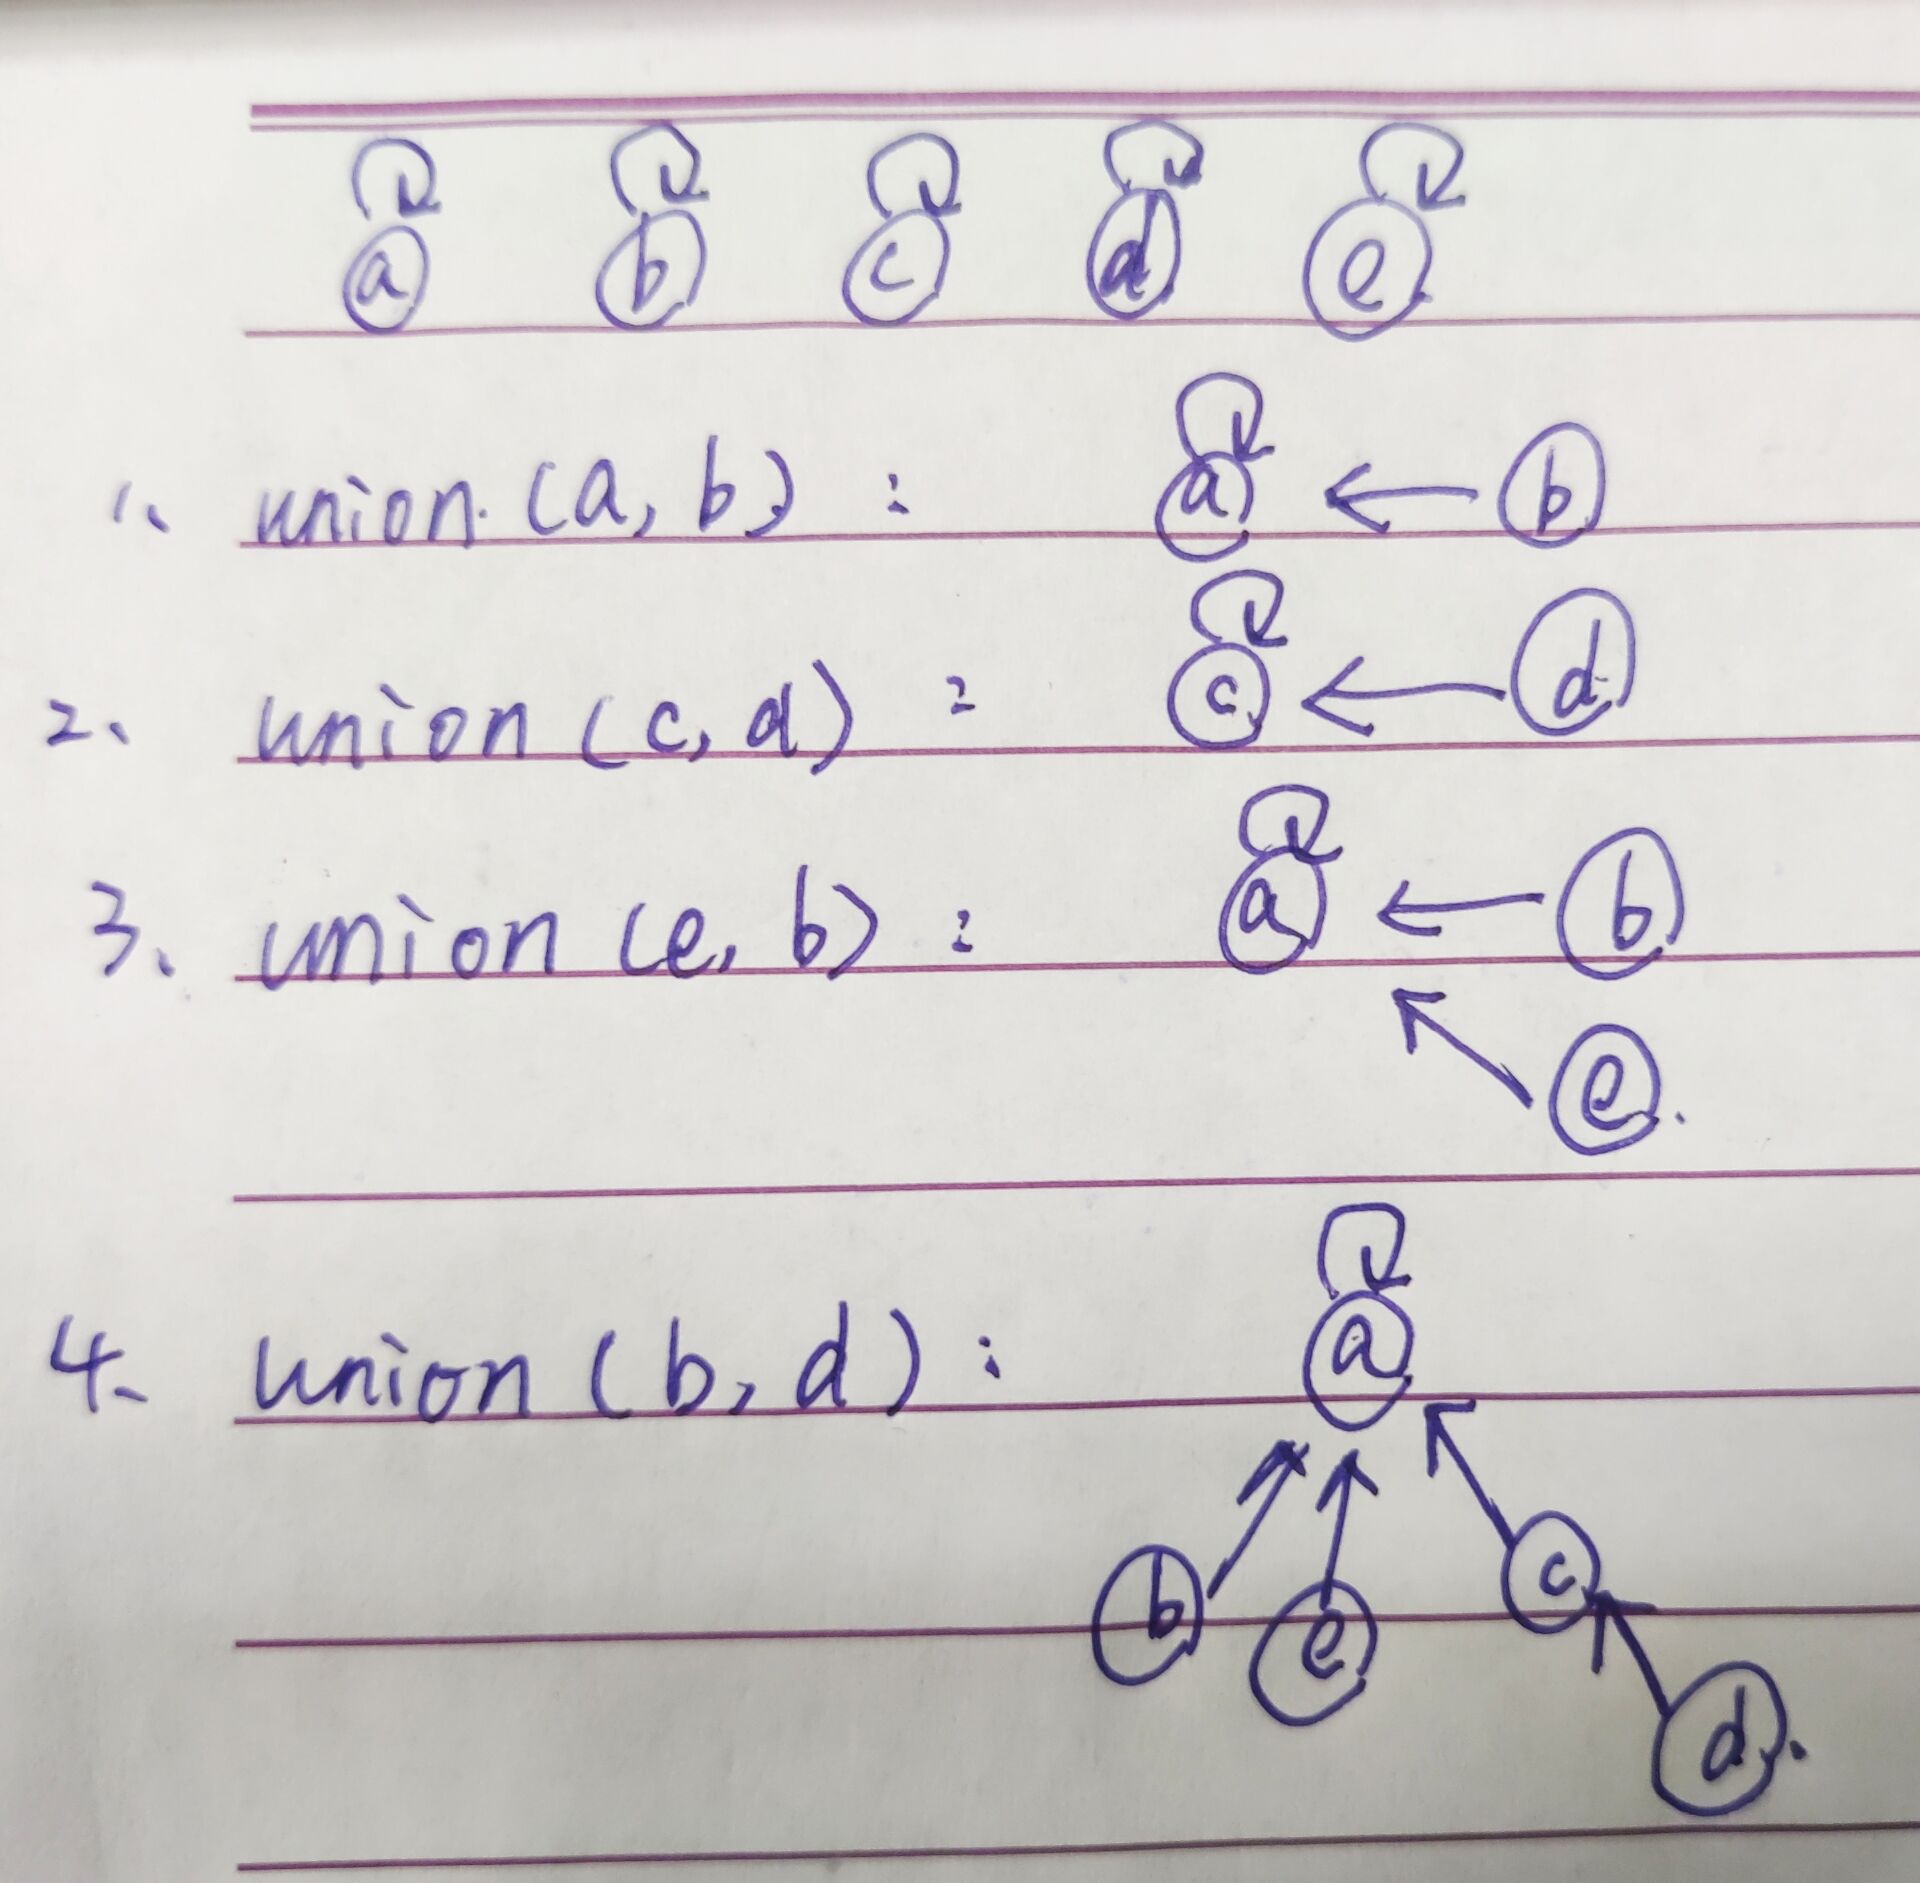 a b c d e
1、 union (a, b) : a ← b
2、 union (c, d) : c ← d
3、 union (e, b) : a ← b
e
4、 union (b, d) : a
b e c
d